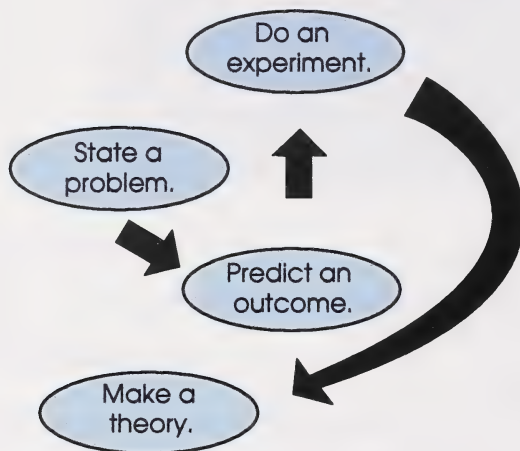 Do an
experiment.
State a
problem.
Predict an
outcome.
Make a
theory.